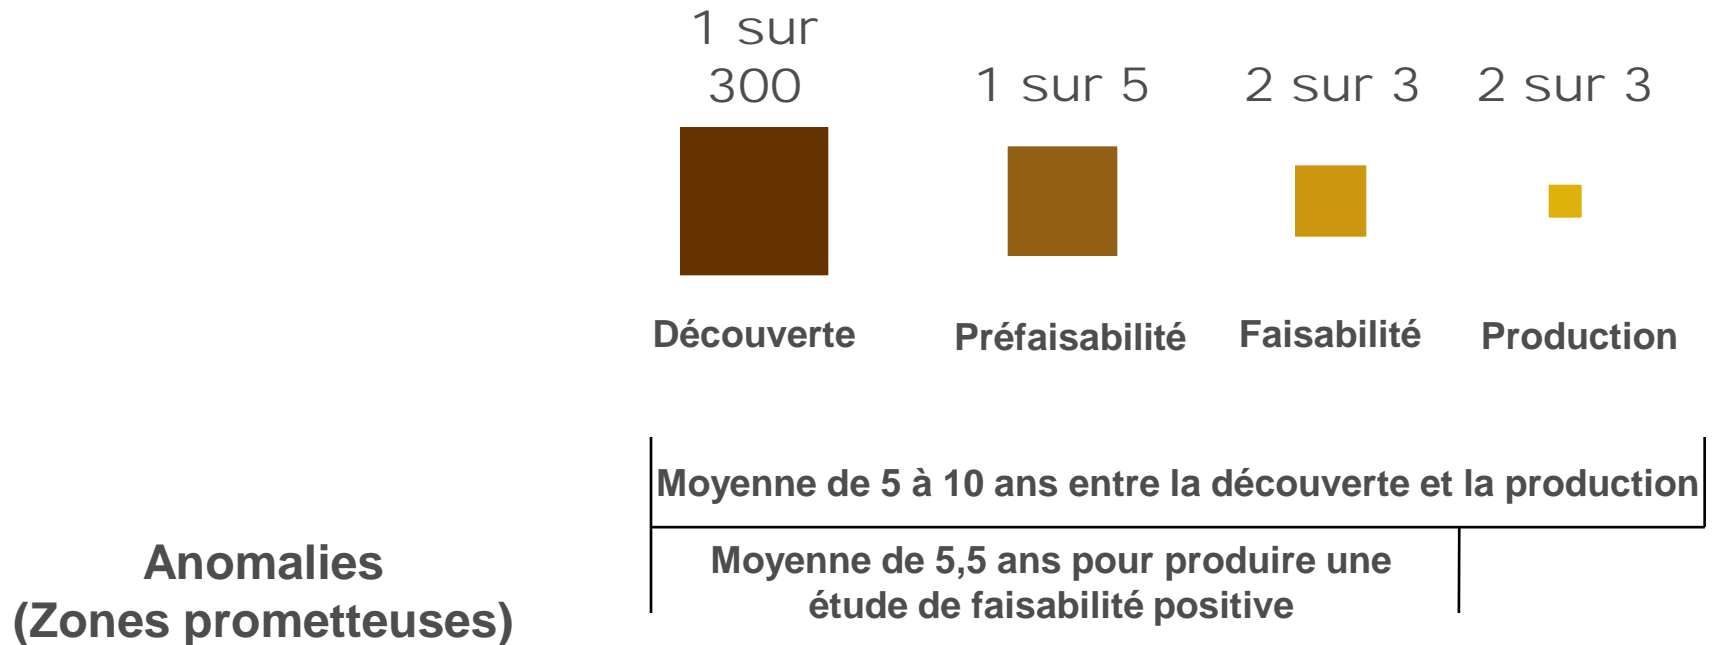 1 sur
300
1 sur 5
2 sur 3
2 sur 3
Découverte
Préfaisabilité
Faisabilité
Production
Moyenne de 5 à 10 ans entre la découverte et la production
Moyenne de 5,5 ans pour produire une
étude de faisabilité positive
Anomalies
(Zones prometteuses)